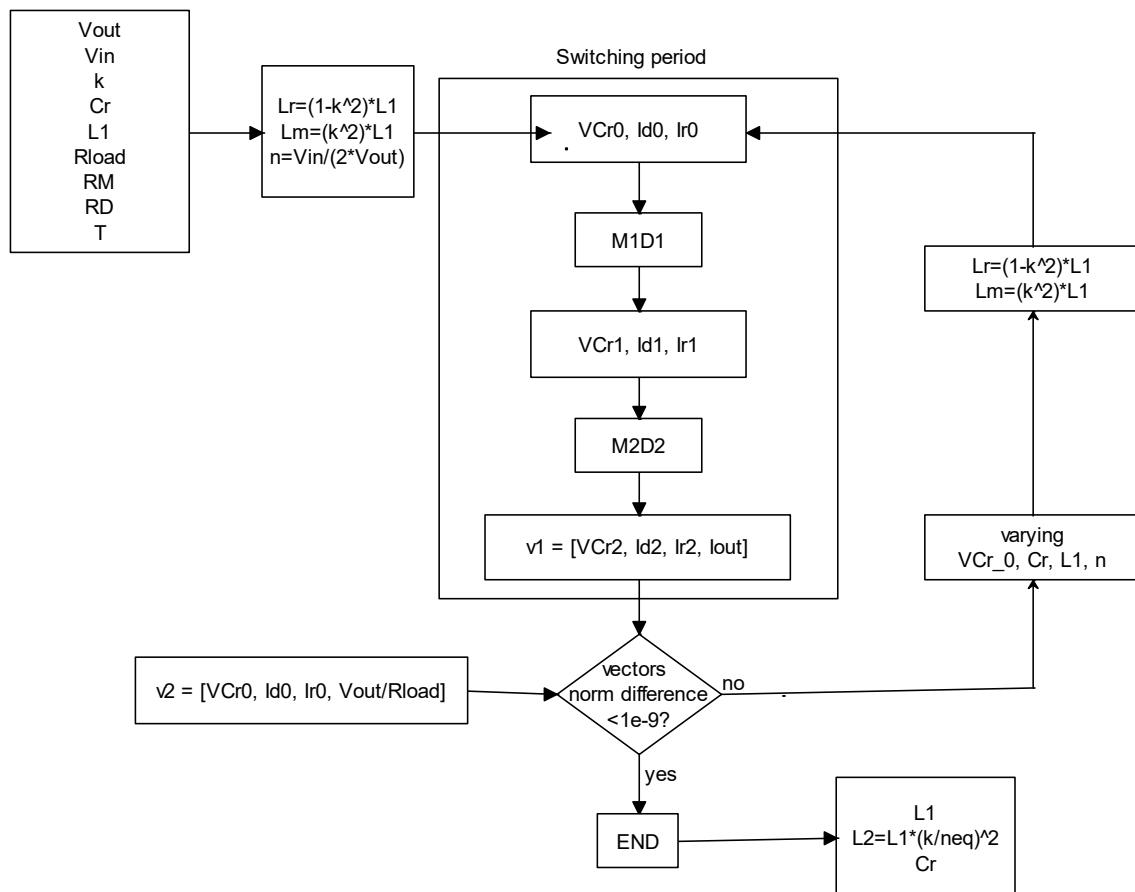 Vout
Vin
k
Cr
L1
Rload
RM
RD
T
Lr=(1-k^2)*L1
Lm=(k^2)*L1
n=Vin/(2*Vout)
Switching period
VCr0, Id0, Ir0
M1D1
VCr1, Id1, Ir1
M2D2
v1 = [VCr2, Id2, Ir2, Iout]
Lr=(1-k^2)*L1
Lm=(k^2)*L1
varying
VCr_0, Cr, L1, n
v2 = [VCr0, Id0, Ir0, Vout/Rload]
vectors
norm difference
<1e-9?
no
yes
END
L1
L2=L1*(k/neq)^2
Cr